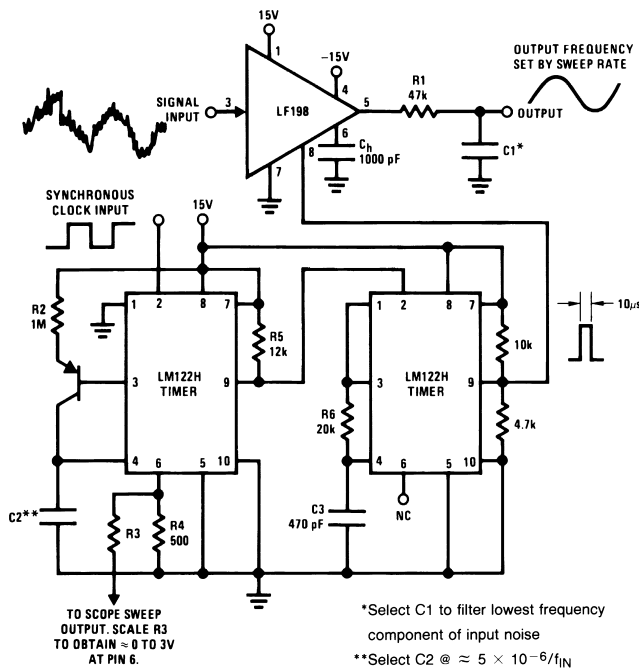 15V
1
-15V
OUTPUT FREQUENCY
SET BY SWEEP RATE
SIGNAL
INPUT
3
LF198
4
5
R1
47k
OUTPUT
6
8
7
Ch
1000 pF
C1*
SYNCHRONOUS
CLOCK INPUT
15V
R2
1M
1
2
8
7
R5
12k
LM122H
TIMER
3
9
4
6
5
10
C2**
R3
R4
500
1
2
8
7
10k
10μs
LM122H
TIMER
3
9
R6
20k
4.7k
4
6
5
10
C3
470 pF
NC
TO SCOPE SWEEP
OUTPUT. SCALE R3
TO OBTAIN ≈ 0 TO 3V
AT PIN 6.
*Select C1 to filter lowest frequency
component of input noise
**Select C2 @ ≈ 5 × 10⁻⁶/fIN